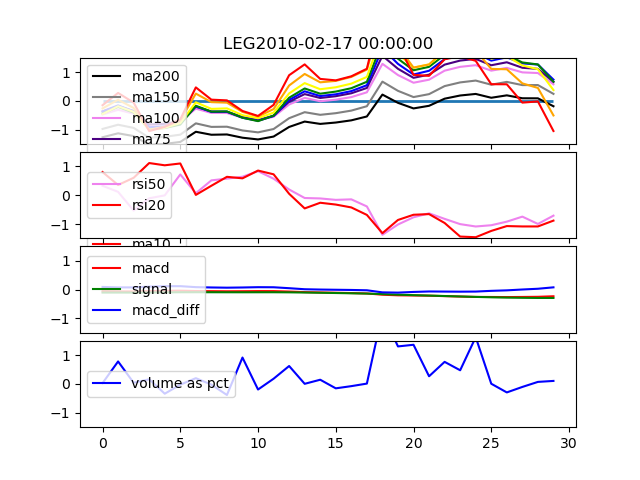 LEG2010-02-17 00:00:00
1
0
−1
ma200
ma150
ma100
ma75
1
0
−1
rsi50
rsi20
ma10
1
0
−1
macd
signal
macd_diff
1
0
−1
volume as pct
0 5 10 15 20 25 30